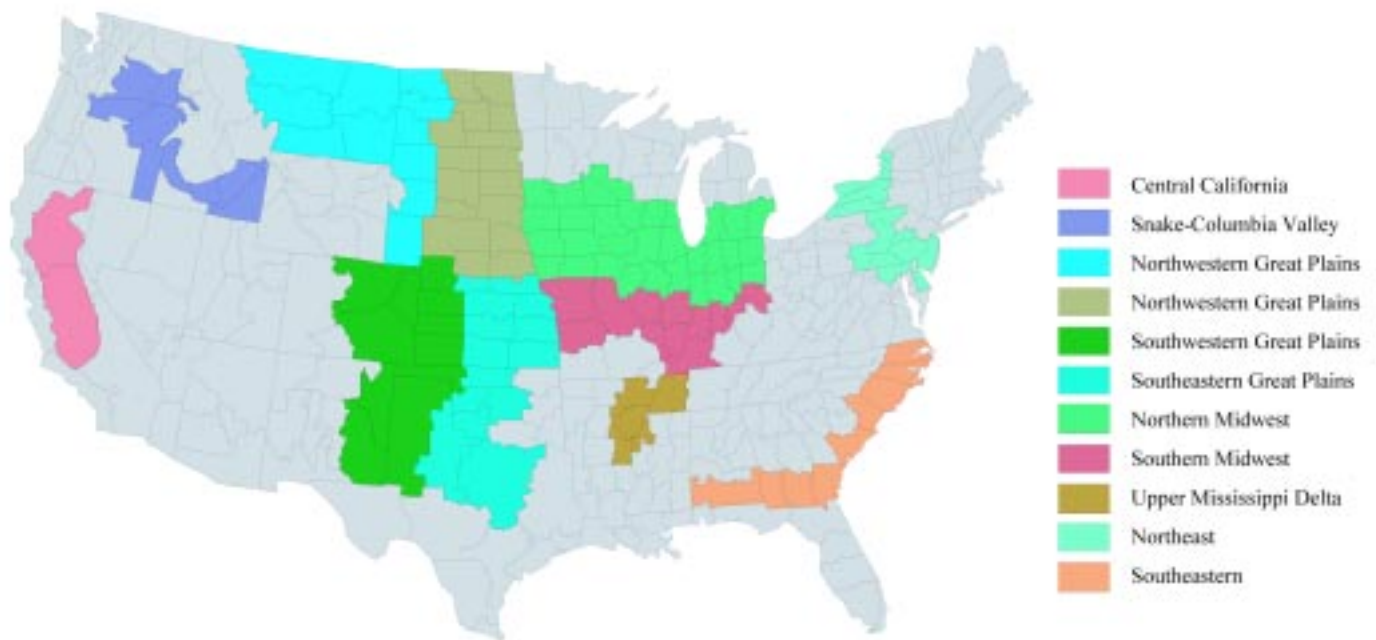 Central California
Snake-Columbia Valley
Northwestern Great Plains
Northwestern Great Plains
Southwestern Great Plains
Southeastern Great Plains
Northern Midwest
Southern Midwest
Upper Mississippi Delta
Northeast
Southeastern